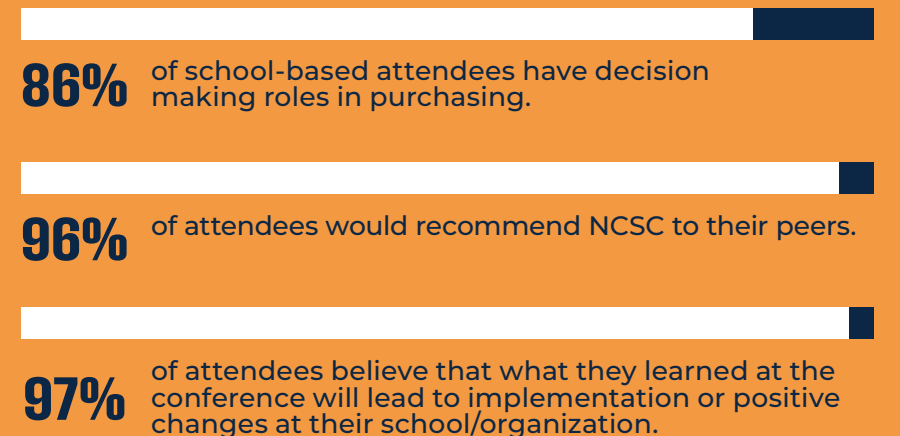 86%
of school-based attendees have decision
making roles in purchasing.
96%
of attendees would recommend NCSC to their peers.
97%
of attendees believe that what they learned at the
conference will lead to implementation or positive
changes at their school/organization.